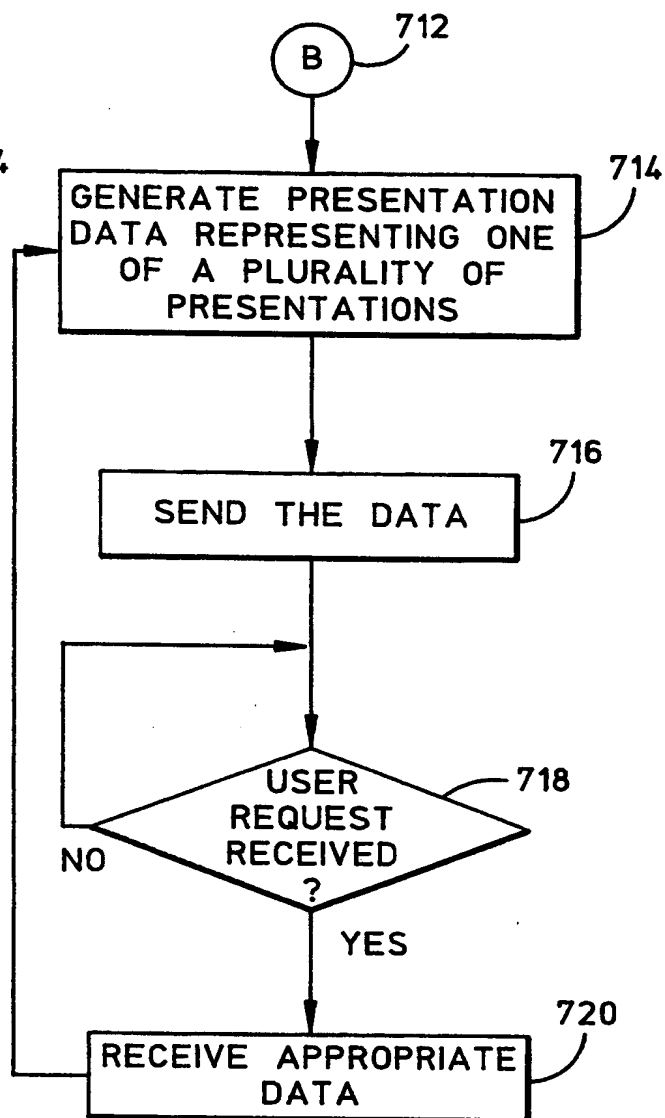 712
B
4
714
GENERATE PRESENTATION
DATA REPRESENTING ONE
OF A PLURALITY OF
PRESENTATIONS
716
SEND THE DATA
718
USER
REQUEST
RECEIVED
?
NO
YES
720
RECEIVE APPROPRIATE
DATA